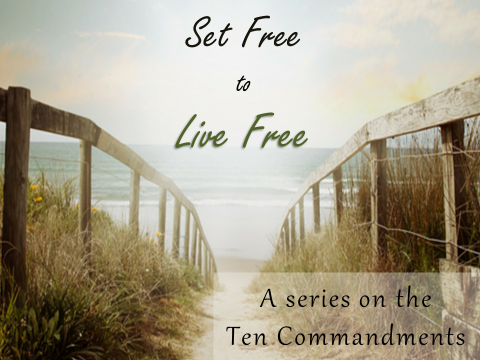 Set Free
to
Live Free
A series on the
Ten Commandments